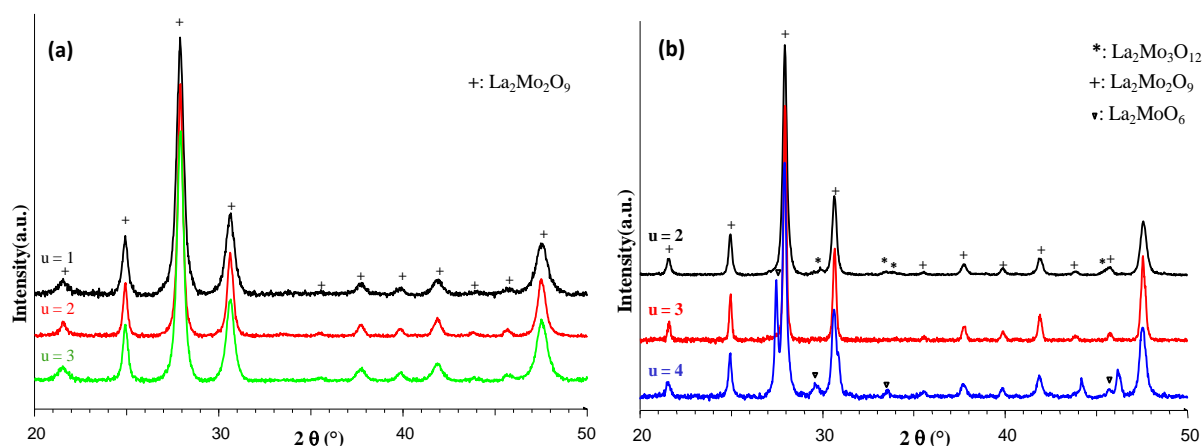 (a)
+: La₂Mo₂O₉
Intensity(a.u.)
u = 1
u = 2
u = 3
20
30
40
50
2 θ (°)
(b)
*: La₂Mo₃O₁₂
+: La₂Mo₂O₉
▼: La₂MoO₆
Intensity(a.u.)
u = 2
u = 3
u = 4
20
30
40
50
2 θ (°)